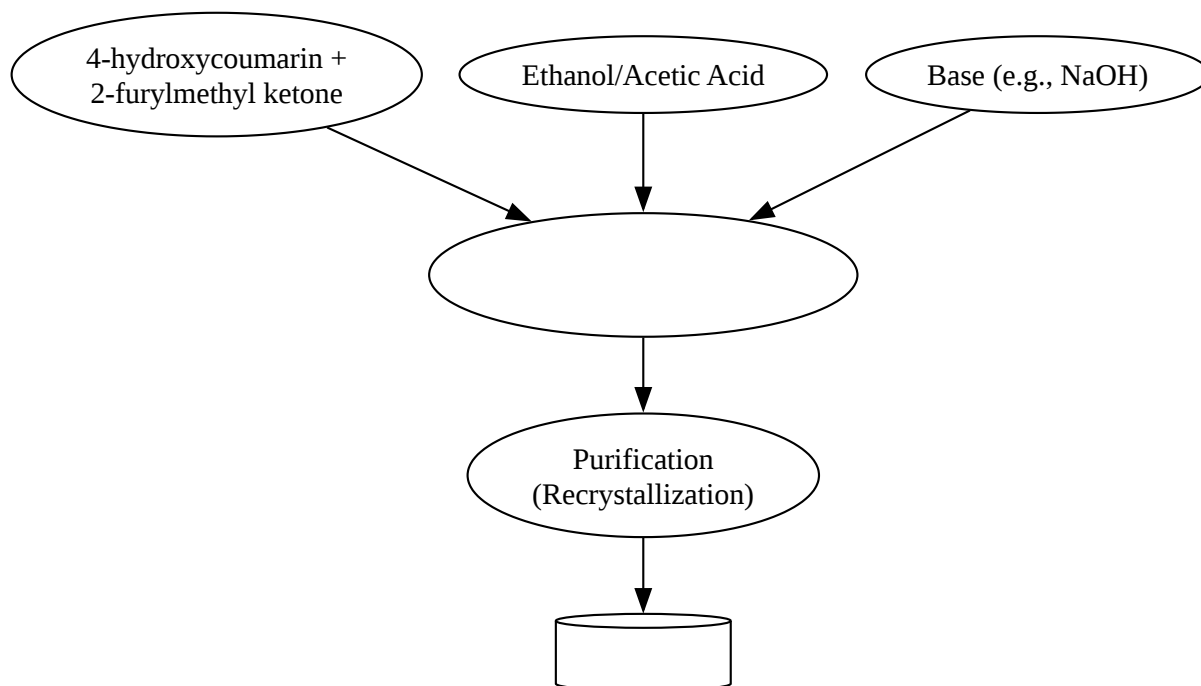 4-hydroxycoumarin +
2-furylmethyl ketone
Ethanol/Acetic Acid
Base (e.g., NaOH)
Purification
(Recrystallization)